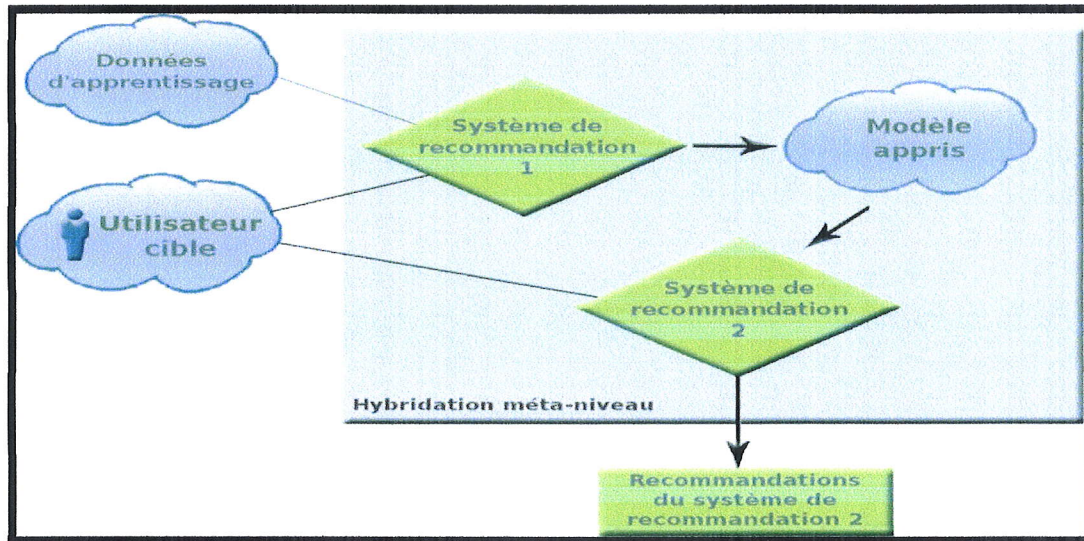 Données
d'apprentissage
Système de
recommandation
1
Modèle
appris
Utilisateur
cible
Système de
recommandation
2
Hybridation méta-niveau
Recommandations
du système de
recommandation 2